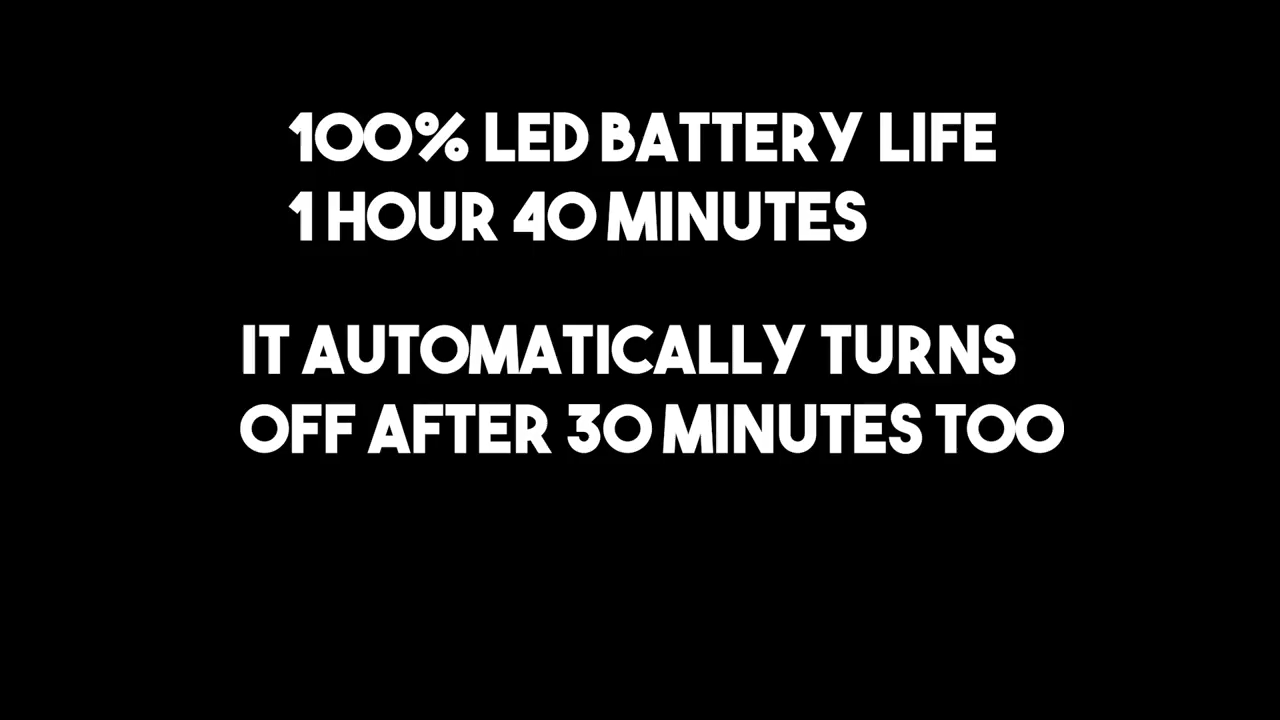 100% LED BATTERY LIFE
1 HOUR 40 MINUTES
IT AUTOMATICALLY TURNS
OFF AFTER 30 MINUTES TOO